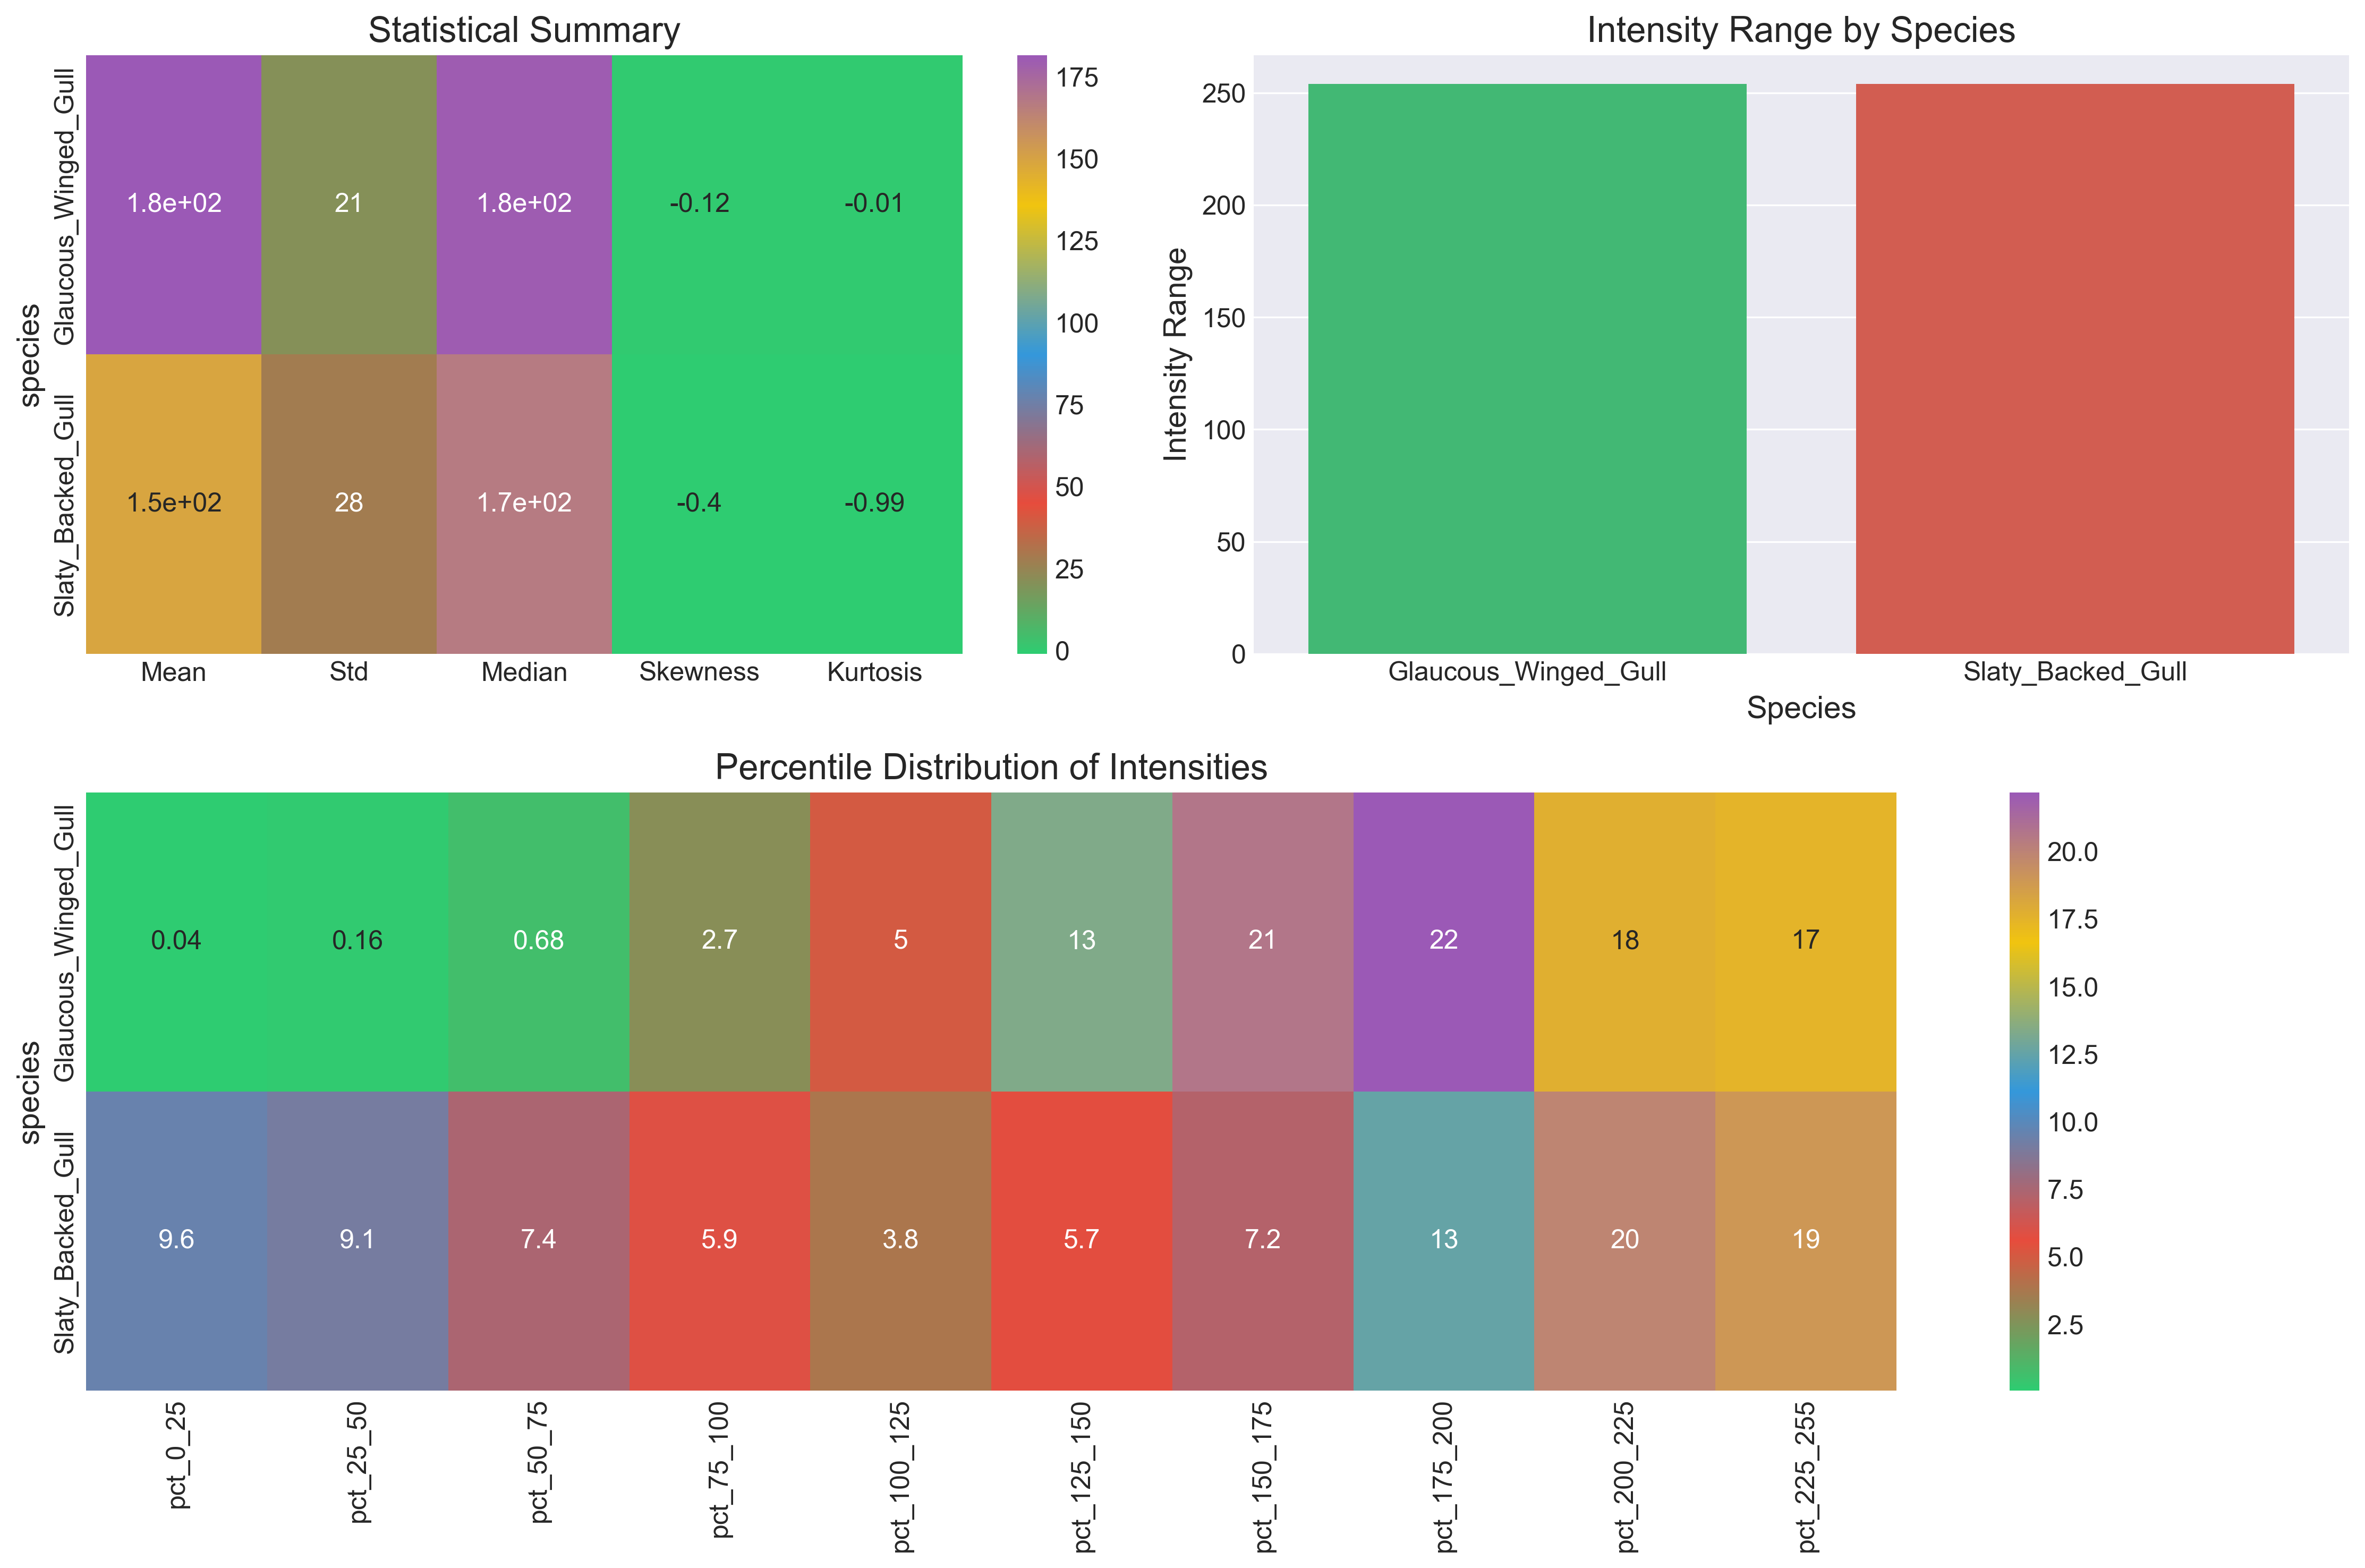 Statistical Summary
species
Glaucous_Winged_Gull
Slaty_Backed_Gull
1.8e+02 21 1.8e+02 -0.12 -0.01
1.5e+02 28 1.7e+02 -0.4 -0.99
Mean Std Median Skewness Kurtosis
175
150
125
100
75
50
25
0
Intensity Range by Species
Intensity Range
250
200
150
100
50
0
Glaucous_Winged_Gull Slaty_Backed_Gull
Species
Percentile Distribution of Intensities
species
Glaucous_Winged_Gull
Slaty_Backed_Gull
0.04 0.16 0.68 2.7 5 13 21 22 18 17
9.6 9.1 7.4 5.9 3.8 5.7 7.2 13 20 19
pct_0_25
pct_25_50
pct_50_75
pct_75_100
pct_100_125
pct_125_150
pct_150_175
pct_175_200
pct_200_225
pct_225_255
20.0
17.5
15.0
12.5
10.0
7.5
5.0
2.5